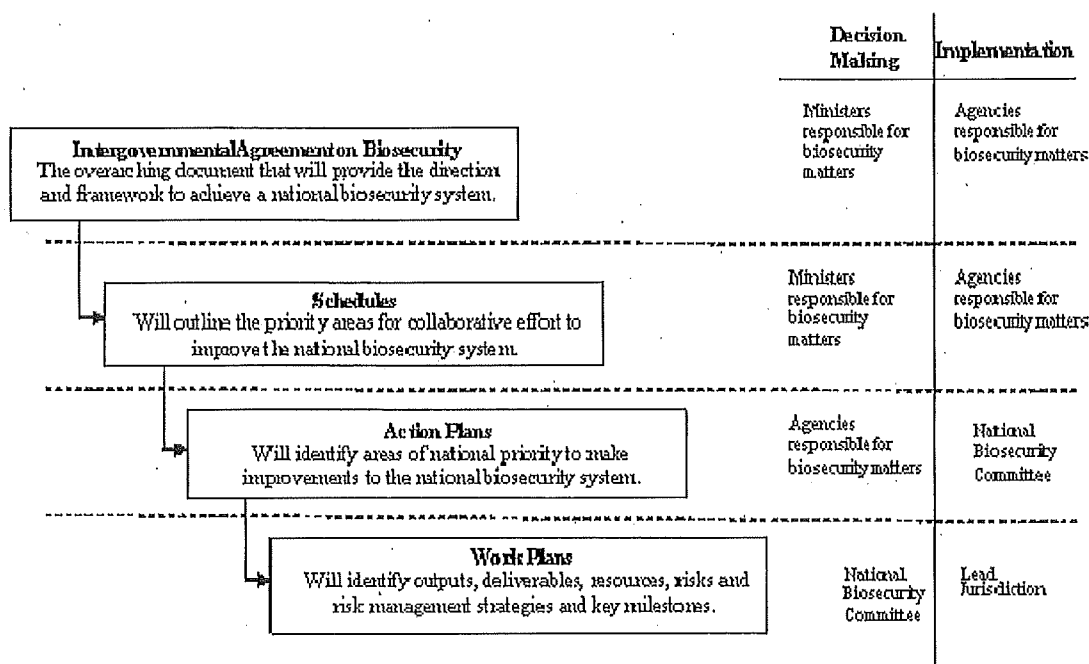 Decision
Making
Implementation
Intergovernmental Agreement on Biosecurity
The overarching document that will provide the direction
and framework to achieve a national biosecurity system.
Ministers
responsible for
biosecurity
matters
Agencies
responsible for
biosecurity matters
Schedules
Will outline the priority areas for collaborative effort to
improve the national biosecurity system.
Ministers
responsible for
biosecurity
matters
Agencies
responsible for
biosecurity matters
Action Plans
Will identify areas of national priority to make
improvements to the national biosecurity system.
Agencies
responsible for
biosecurity matters
National
Biosecurity
Committee
Work Plans
Will identify outputs, deliverables, resources, risks and
risk management strategies and key milestones.
National
Biosecurity
Committee
Lead
Jurisdiction